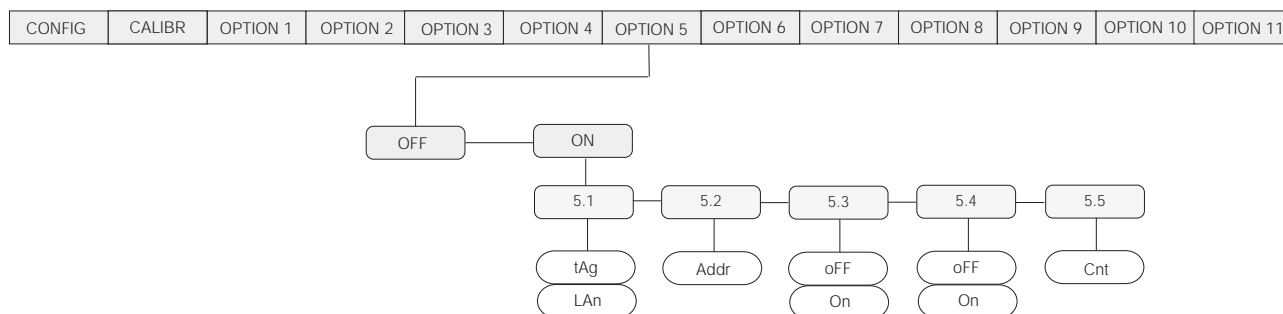 CONFIG CALIBR OPTION 1 OPTION 2 OPTION 3 OPTION 4 OPTION 5 OPTION 6 OPTION 7 OPTION 8 OPTION 9 OPTION 10 OPTION 11
OFF ON
5.1 5.2 5.3 5.4 5.5
tAg Addr oFF oFF Cnt
LAn On On